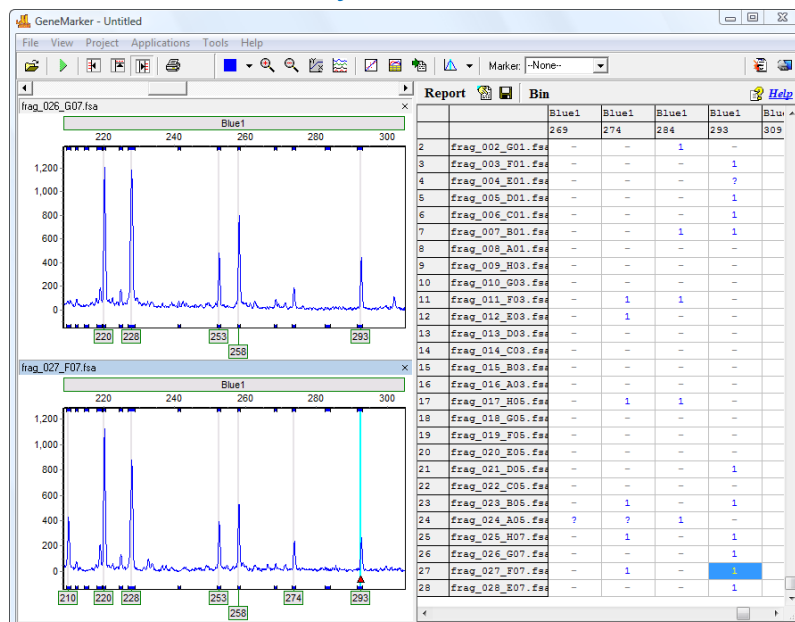 GeneMarker - Untitled
File View Project Applications Tools Help
Marker: --None--
Report Bin Help
frag_026_G07.fsa
Blue1
220 240 260 280 300
1,200
1,000
800
600
400
200
0
220 228 253 293
258
frag_027_F07.fsa
Blue1
220 240 260 280 300
1,200
1,000
800
600
400
200
0
210 220 228 253 274 293
258
Blue1 Blue1 Blue1 Blue1 Blu
269 274 284 293 309
2 frag_002_G01.fsa - - 1 -
3 frag_003_F01.fsa - - - 1
4 frag_004_E01.fsa - - - ?
5 frag_005_D01.fsa - - - 1
6 frag_006_C01.fsa - - - 1
7 frag_007_B01.fsa - - 1 1
8 frag_008_A01.fsa - - - -
9 frag_009_H03.fsa - - - -
10 frag_010_G03.fsa - - - -
11 frag_011_F03.fsa - 1 1 -
12 frag_012_E03.fsa - 1 - -
13 frag_013_D03.fsa - - - -
14 frag_014_C03.fsa - - - -
15 frag_015_B03.fsa - - - -
16 frag_016_A03.fsa - - - -
17 frag_017_H05.fsa - 1 1 -
18 frag_018_G05.fsa - - - -
19 frag_019_F05.fsa - - - -
20 frag_020_E05.fsa - - - -
21 frag_021_D05.fsa - - - 1
22 frag_022_C05.fsa - - - -
23 frag_023_B05.fsa - 1 - 1
24 frag_024_A05.fsa ? ? 1 -
25 frag_025_H07.fsa - 1 - 1
26 frag_026_G07.fsa - - - 1
27 frag_027_F07.fsa - 1 - 1
28 frag_028_E07.fsa - - - 1